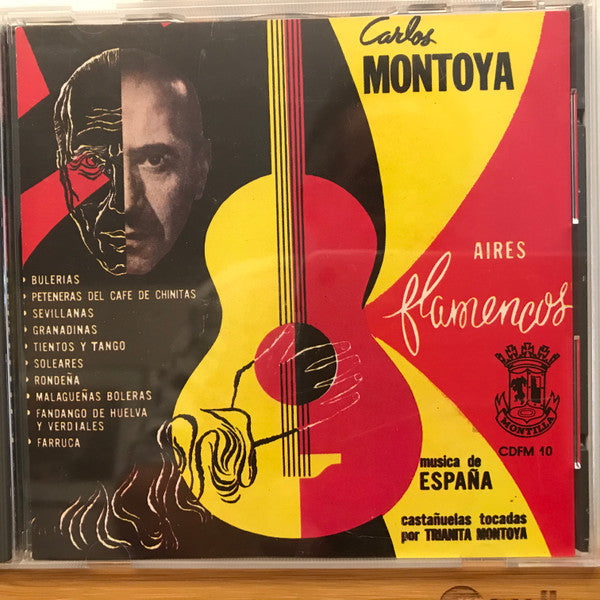 Carlos
MONTOYA
AIRES
flamencos
BULERIAS
PETENERAS DEL CAFE DE CHINITAS
SEVILLANAS
GRANADINAS
TIENTOS Y TANGO
SOLEARES
RONDEÑA
MALAGUEÑAS BOLERAS
FANDANGO DE HUELVA
Y VERDIALES
FARRUCA
MONTILLA
CDFM 10
musica de
ESPAÑA
castañuelas tocadas
por TRIANITA MONTOYA